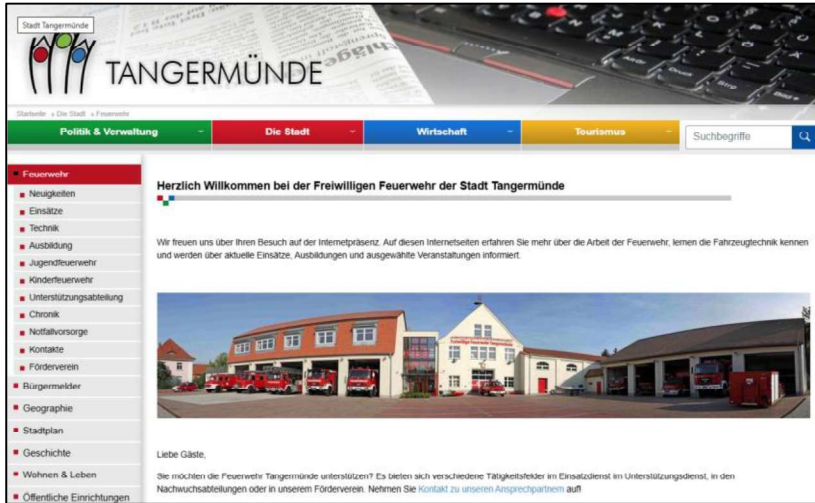 Stadt Tangermünde
TANGERMÜNDE
Startseite » Die Stadt » Feuerwehr
Politik & Verwaltung
Die Stadt
Wirtschaft
Tourismus
Suchbegriffe
Feuerwehr
Neuigkeiten
Einsätze
Technik
Ausbildung
Jugendfeuerwehr
Kinderfeuerwehr
Unterstützungsabteilung
Chronik
Notfallvorsorge
Kontakte
Förderverein
Bürgermelder
Geographie
Stadtplan
Geschichte
Wohnen & Leben
Öffentliche Einrichtungen
Herzlich Willkommen bei der Freiwilligen Feuerwehr der Stadt Tangermünde
Wir freuen uns über Ihren Besuch auf der Internetpräsenz. Auf diesen Internetseiten erfahren Sie mehr über die Arbeit der Feuerwehr, lernen die Fahrzeugtechnik kennen
und werden über aktuelle Einsätze, Ausbildungen und ausgewählte Veranstaltungen informiert.
Freiwillige Feuerwehr Tangermünde
Liebe Gäste,
Sie möchten die Feuerwehr Tangermünde unterstützen? Es bieten sich verschiedene Tätigkeitsfelder im Einsatzdienst im Unterstützungsdienst, in den
Nachwuchsabteilungen oder in unserem Förderverein. Nehmen Sie Kontakt zu unseren Ansprechpartnern auf!